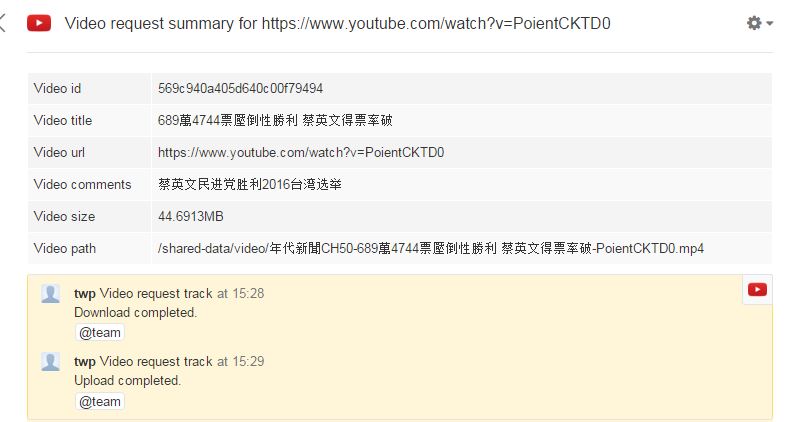 Video request summary for https://www.youtube.com/watch?v=PoientCKTD0
Video id 569c940a405d640c00f79494
Video title 689萬4744票壓倒性勝利 蔡英文得票率破
Video url https://www.youtube.com/watch?v=PoientCKTD0
Video comments 蔡英文民进党胜利2016台湾选举
Video size 44.6913MB
Video path /shared-data/video/年代新聞CH50-689萬4744票壓倒性勝利 蔡英文得票率破-PoientCKTD0.mp4
twp Video request track at 15:28
Download completed.
@team
twp Video request track at 15:29
Upload completed.
@team